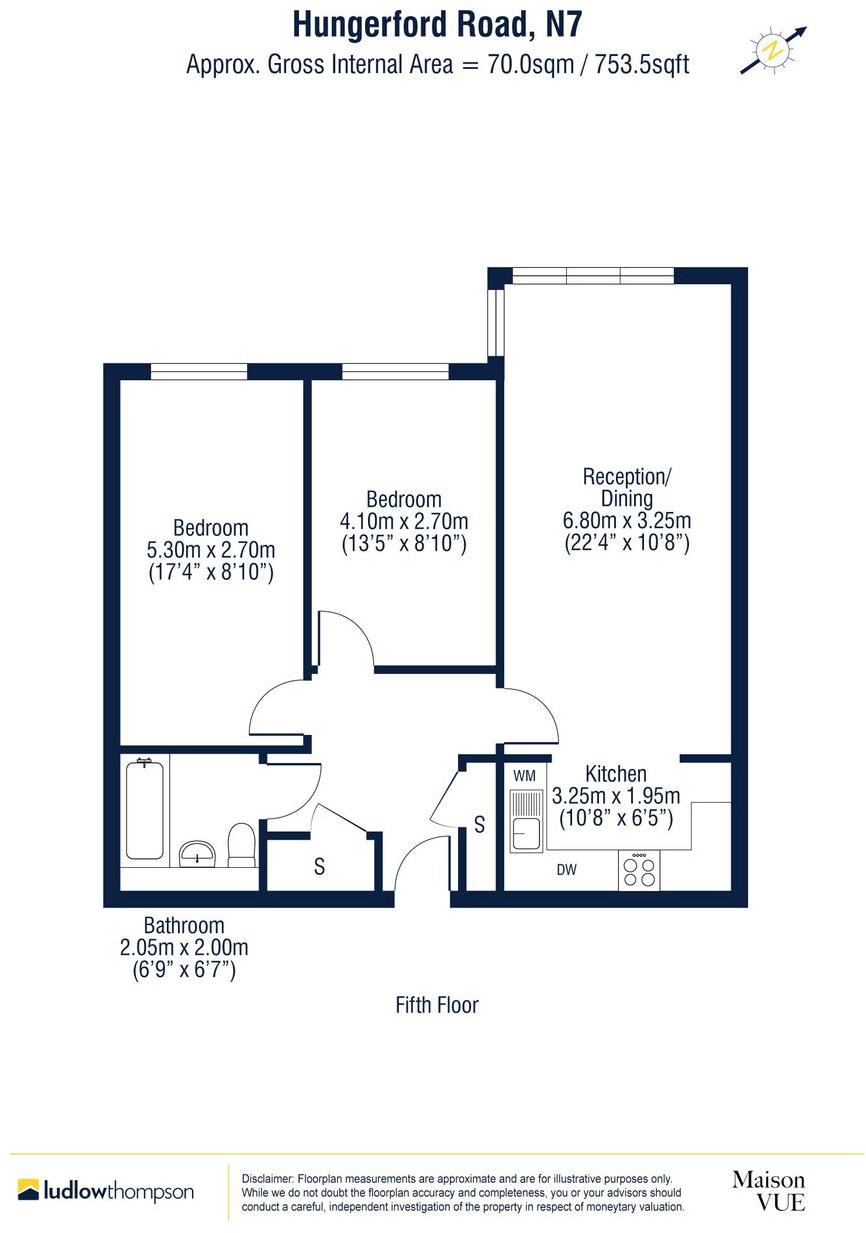 Hungerford Road, N7
Approx. Gross Internal Area = 70.0sqm / 753.5sqft
N
Reception/
Dining
6.80m x 3.25m
(22'4" x 10'8")
Bedroom
4.10m x 2.70m
(13'5" x 8'10")
Bedroom
5.30m x 2.70m
(17'4" x 8'10")
WM
Kitchen
3.25m x 1.95m
(10'8" x 6'5")
S
S
DW
Bathroom
2.05m x 2.00m
(6'9" x 6'7")
Fifth Floor
ludlowthompson
Disclaimer: Floorplan measurements are approximate and are for illustrative purposes only.
While we do not doubt the floorplan accuracy and completeness, you or your advisors should
conduct a careful, independent investigation of the property in respect of moneytary valuation.
Maison
VUE